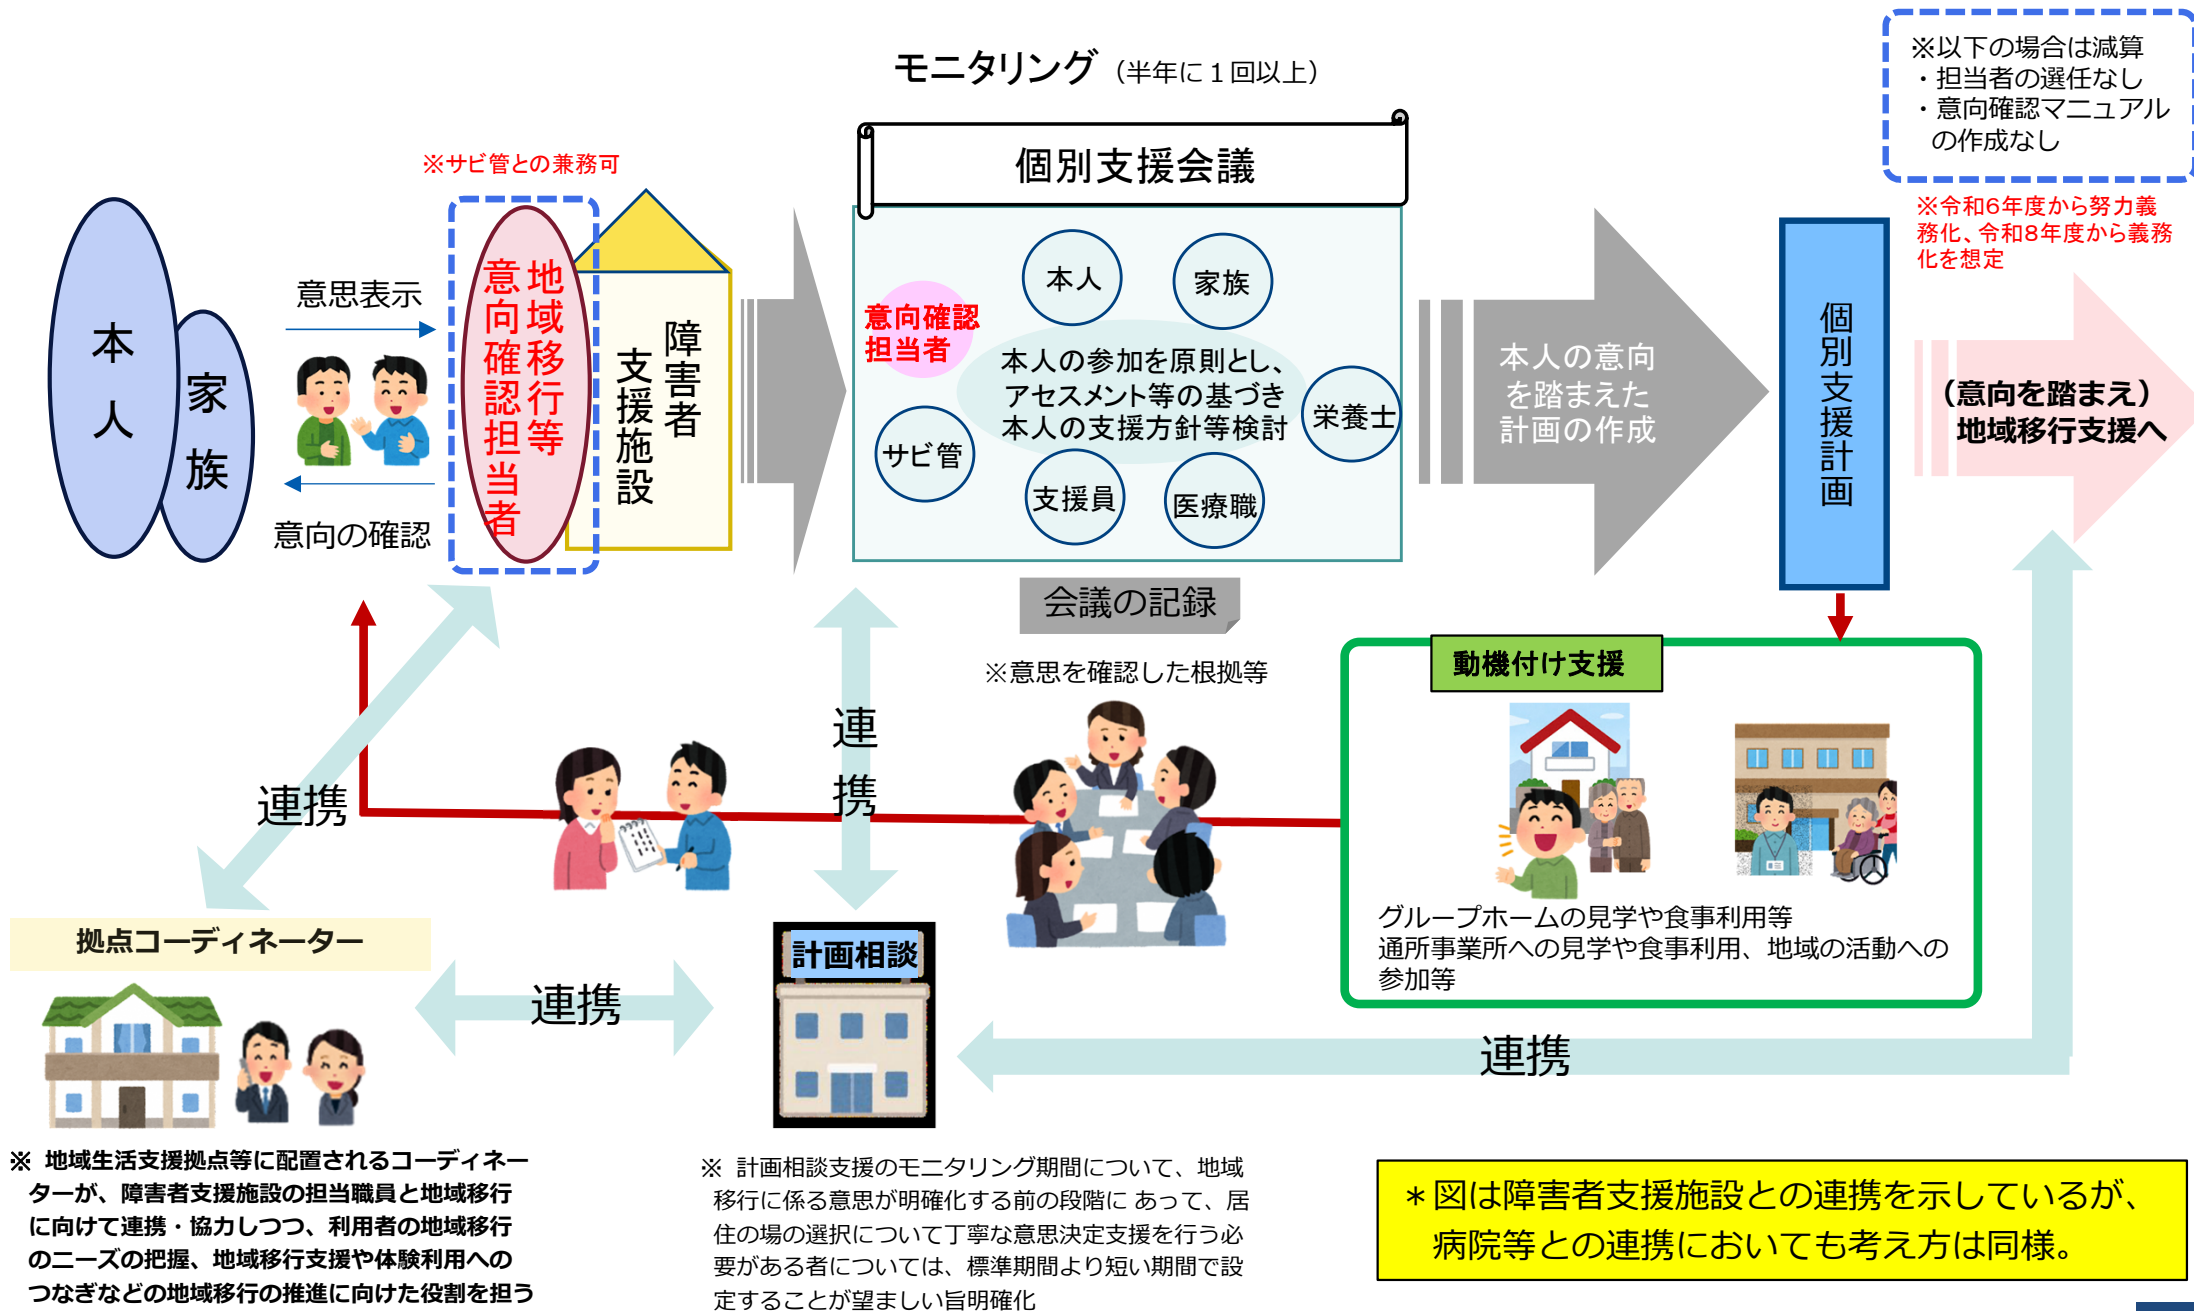 モニタリング（半年に１回以上）
※以下の場合は減算
・担当者の選任なし
・意向確認マニュアル
の作成なし
※令和6年度から努力義
務化、令和8年度から義務
化を想定
※サビ管との兼務可
本人
家族
意思表示
意向の確認
地域移行等
意向確認担当者
障害者
支援施設
個別支援会議
本人
家族
意向確認
担当者
本人の参加を原則とし、
アセスメント等の基づき
本人の支援方針等検討
栄養士
サビ管
支援員
医療職
本人の意向
を踏まえた
計画の作成
個別支援計画
（意向を踏まえ）
地域移行支援へ
会議の記録
※意思を確認した根拠等
動機付け支援
グループホームの見学や食事利用等
通所事業所への見学や食事利用、地域の活動への
参加等
連携
連携
拠点コーディネーター
連携
計画相談
連携
※ 地域生活支援拠点等に配置されるコーディネー
ターが、障害者支援施設の担当職員と地域移行
に向けて連携・協力しつつ、利用者の地域移行
のニーズの把握、地域移行支援や体験利用への
つなぎなどの地域移行の推進に向けた役割を担う
※ 計画相談支援のモニタリング期間について、地域
移行に係る意思が明確化する前の段階に あって、居
住の場の選択について丁寧な意思決定支援を行う必
要がある者については、標準期間より短い期間で設
定することが望ましい旨明確化
＊図は障害者支援施設との連携を示しているが、
病院等との連携においても考え方は同様。